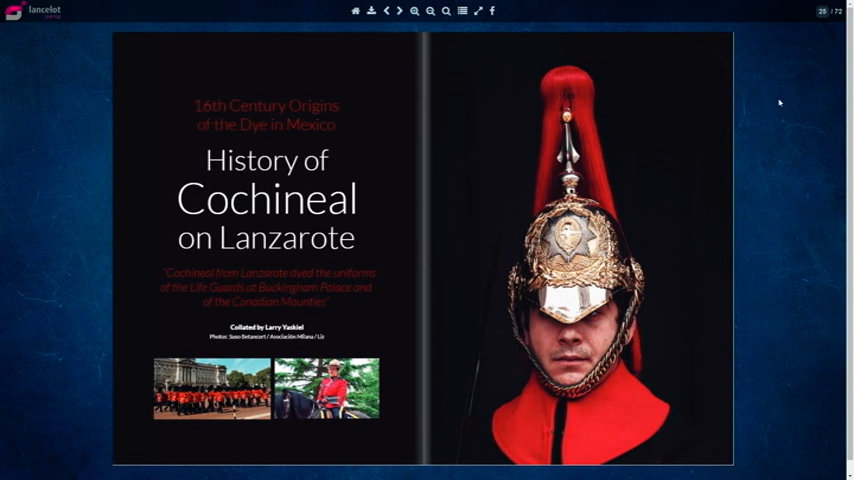 lancelot
25 / 72
16th Century Origins
of the Dye in Mexico
History of
Cochineal
on Lanzarote
"Cochineal from Lanzarote dyed the uniforms
of the Life Guards at Buckingham Palace and
of the Canadian Mounties"
Collated by Larry Yaskiel
Photos: Suso Betancort / Asociación Milana / Liz